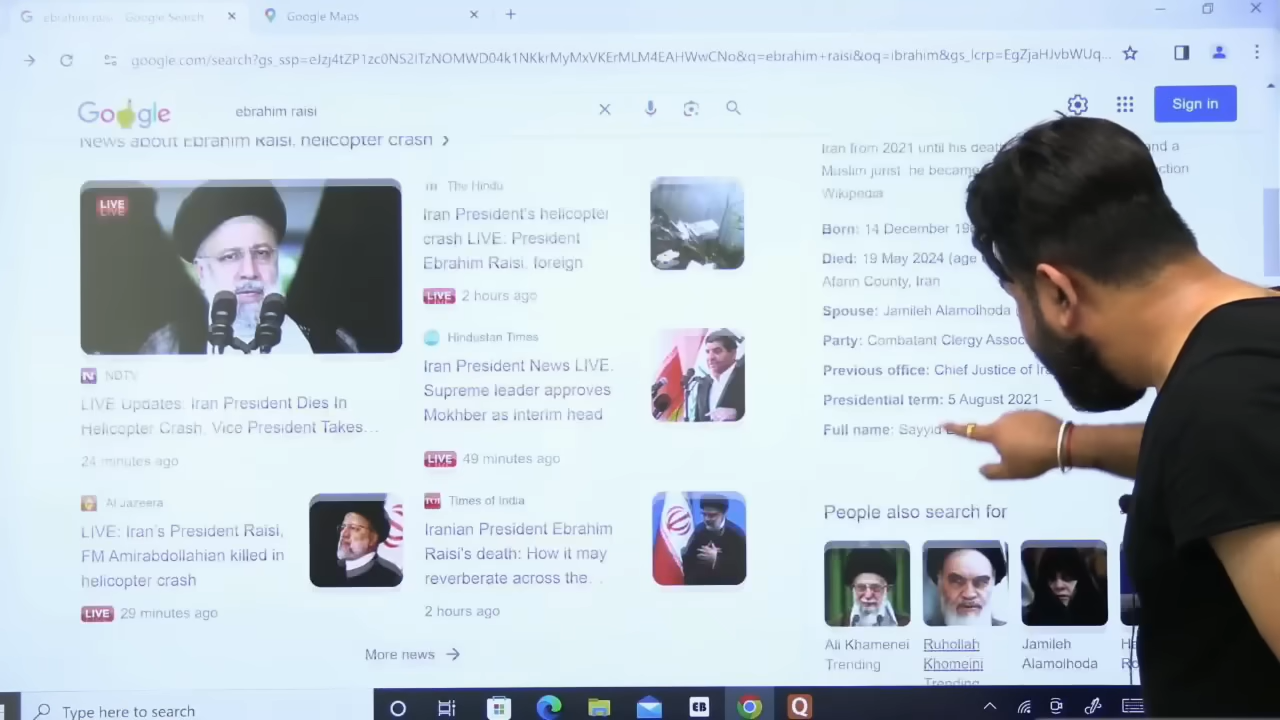 ebrahim raisi - Google Search
Google Maps
google.com/search?gs_ssp=eJzj4tZP1zc0NS2ITzNOMWD04k1NKkrMyMxVKErMLM4EAHWwCNo&q=ebrahim+raisi&oq=ibrahim&gs_lcrp=EgZjaHJvbWUq...
Google
ebrahim raisi
Sign in
News about Ebrahim Raisi, helicopter crash
LIVE
NDTV
LIVE Updates: Iran President Dies In
Helicopter Crash, Vice President Takes...
24 minutes ago
The Hindu
Iran President's helicopter
crash LIVE: President
Ebrahim Raisi, foreign
LIVE 2 hours ago
Hindustan Times
Iran President News LIVE:
Supreme leader approves
Mokhber as interim head
LIVE 49 minutes ago
Al Jazeera
LIVE: Iran's President Raisi,
FM Amirabdollahian killed in
helicopter crash
LIVE 29 minutes ago
TOI Times of India
Iranian President Ebrahim
Raisi's death: How it may
reverberate across the...
2 hours ago
More news
Iran from 2021 until his death and a
Muslim jurist, he became
Wikipedia
Born: 14 December
Died: 19 May 2024 (age
County, Iran
Spouse: Jamileh Alamolhoda
Party: Combatant Clergy
Previous office: Chief Justice of
Presidential term: 5 August 2021 –
Full name: Sayyid
People also search for
Ali Khamenei
Trending
Ruhollah
Khomeini
Trending
Jamileh
Alamolhoda
Type here to search
EB
Q